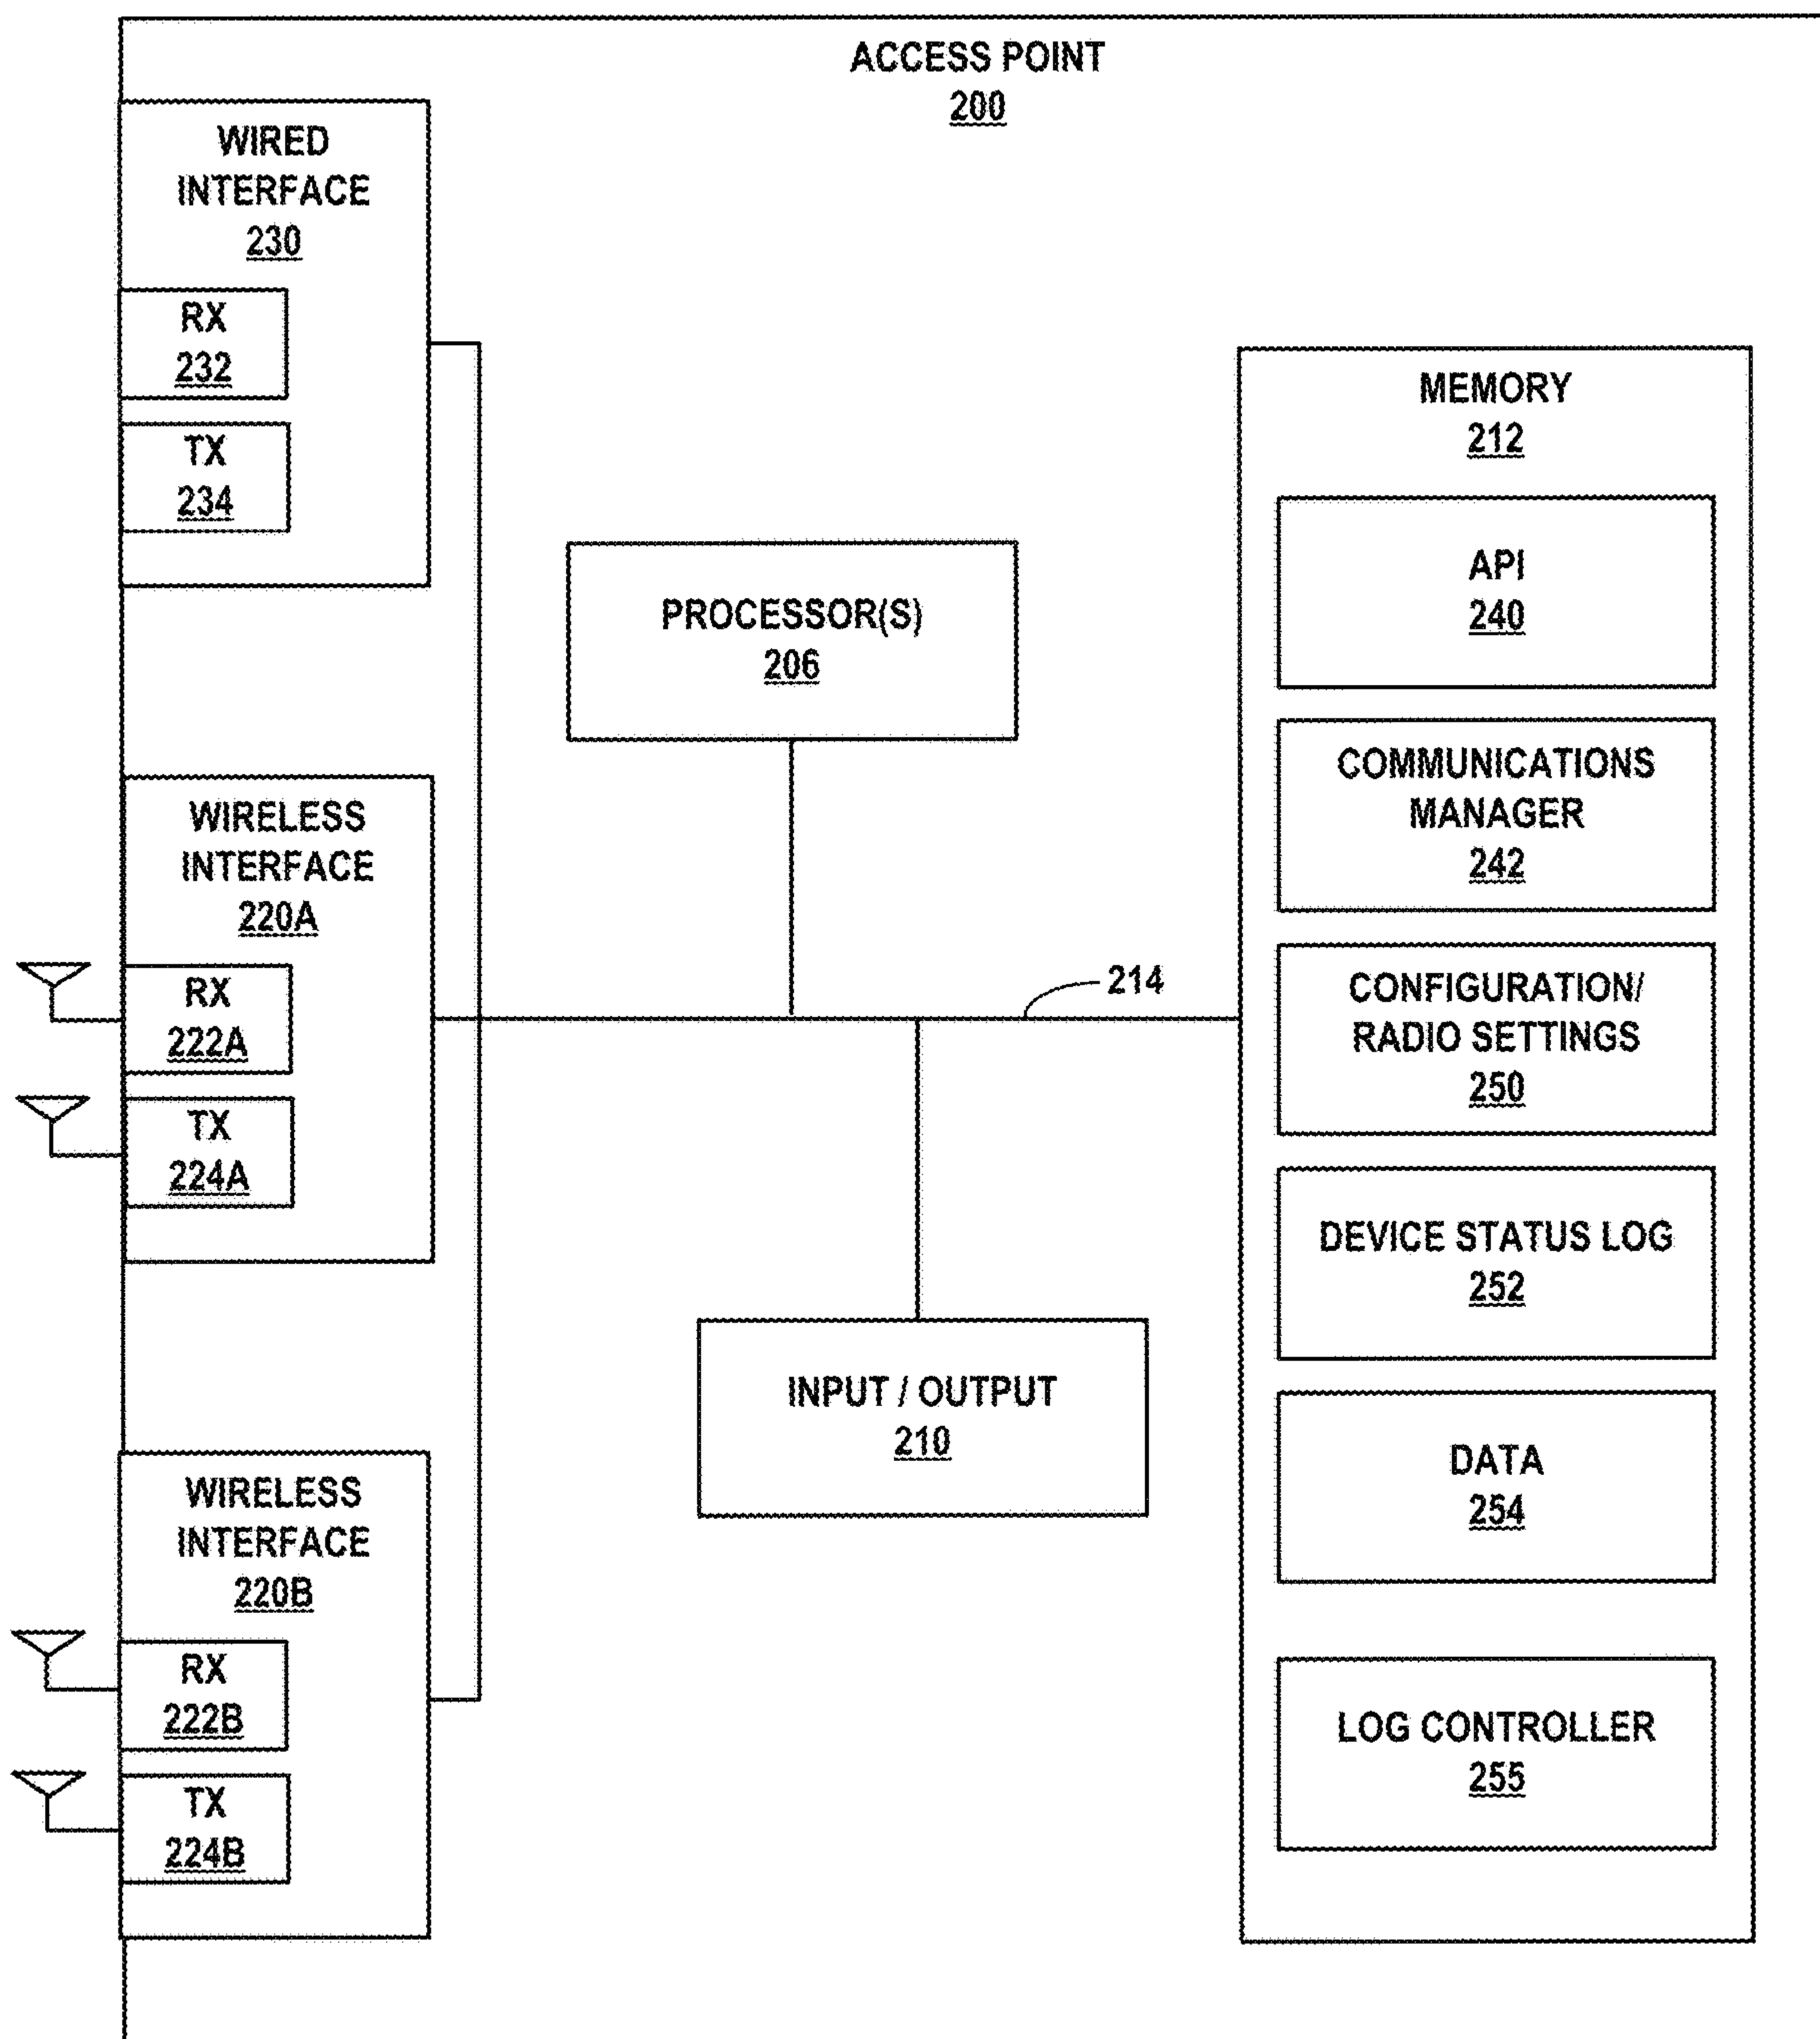 ACCESS POINT
200
WIRED
INTERFACE
230
RX
232
TX
234
WIRELESS
INTERFACE
220A
RX
222A
TX
224A
WIRELESS
INTERFACE
220B
RX
222B
TX
224B
PROCESSOR(S)
206
214
INPUT / OUTPUT
210
MEMORY
212
API
240
COMMUNICATIONS
MANAGER
242
CONFIGURATION/
RADIO SETTINGS
250
DEVICE STATUS LOG
252
DATA
254
LOG CONTROLLER
255